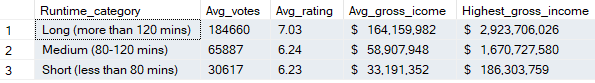 Runtime_category Avg_votes Avg_rating Avg_gross_icome Highest_gross_income
1 Long (more than 120 mins) 184660 7.03 $ 164,159,982 $ 2,923,706,026
2 Medium (80-120 mins) 65887 6.24 $ 58,907,948 $ 1,670,727,580
3 Short (less than 80 mins) 30617 6.23 $ 33,191,352 $ 186,303,759